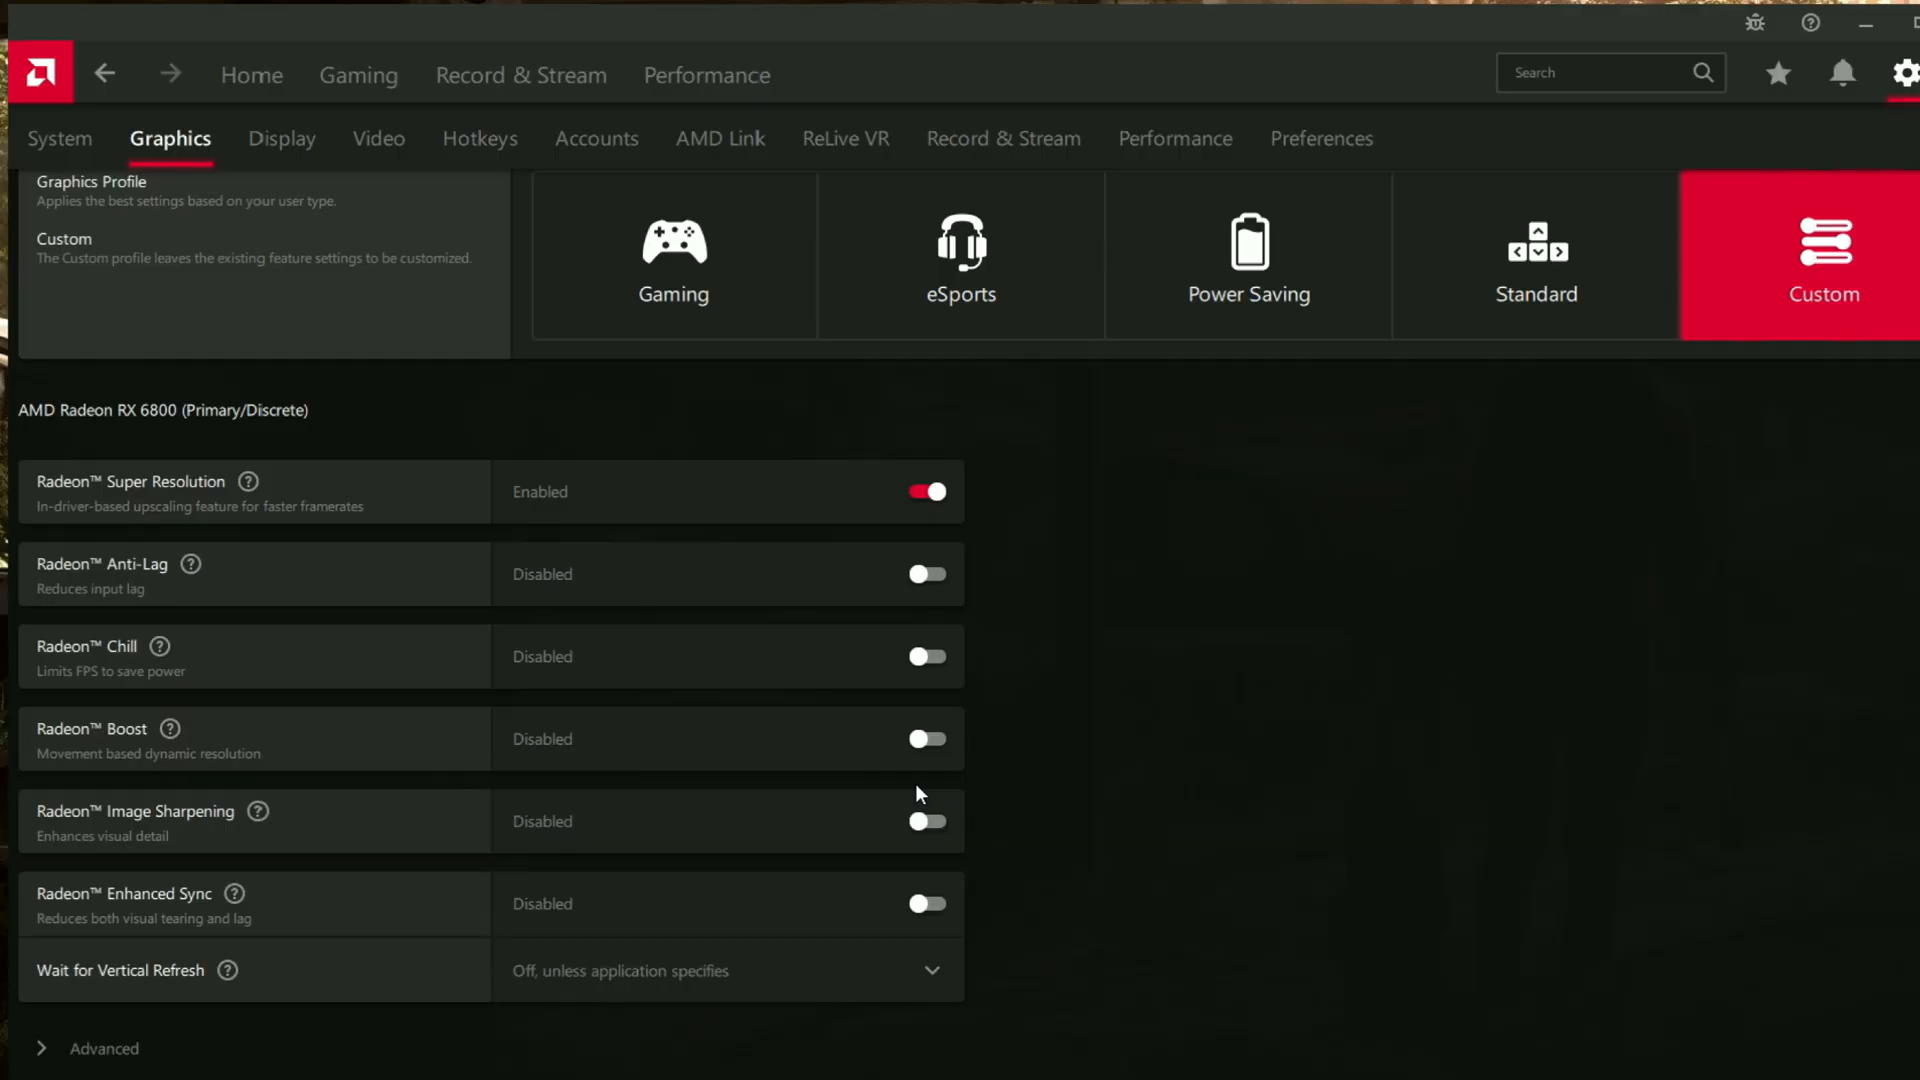 Home Gaming Record & Stream Performance Search
System Graphics Display Video Hotkeys Accounts AMD Link ReLive VR Record & Stream Performance Preferences
Graphics Profile
Applies the best settings based on your user type.
Custom
The Custom profile leaves the existing feature settings to be customized.
Gaming eSports Power Saving Standard Custom
AMD Radeon RX 6800 (Primary/Discrete)
Radeon™ Super Resolution Enabled
In-driver-based upscaling feature for faster framerates
Radeon™ Anti-Lag Disabled
Reduces input lag
Radeon™ Chill Disabled
Limits FPS to save power
Radeon™ Boost Disabled
Movement based dynamic resolution
Radeon™ Image Sharpening Disabled
Enhances visual detail
Radeon™ Enhanced Sync Disabled
Reduces both visual tearing and lag
Wait for Vertical Refresh Off, unless application specifies
Advanced